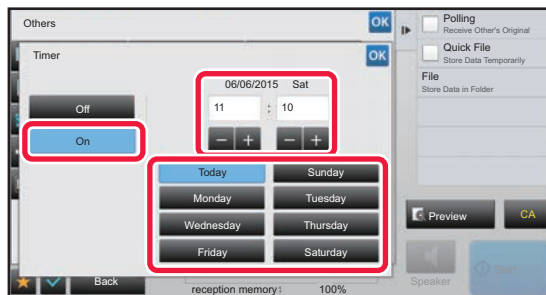 Others
OK
Timer
OK
06/06/2015 Sat
11 : 10
Off
On
Today
Sunday
Monday
Tuesday
Wednesday
Thursday
Friday
Saturday
Back
reception memory: 100%
Polling
Receive Other's Original
Quick File
Store Data Temporarily
File
Store Data in Folder
Preview
CA
Speaker
Start